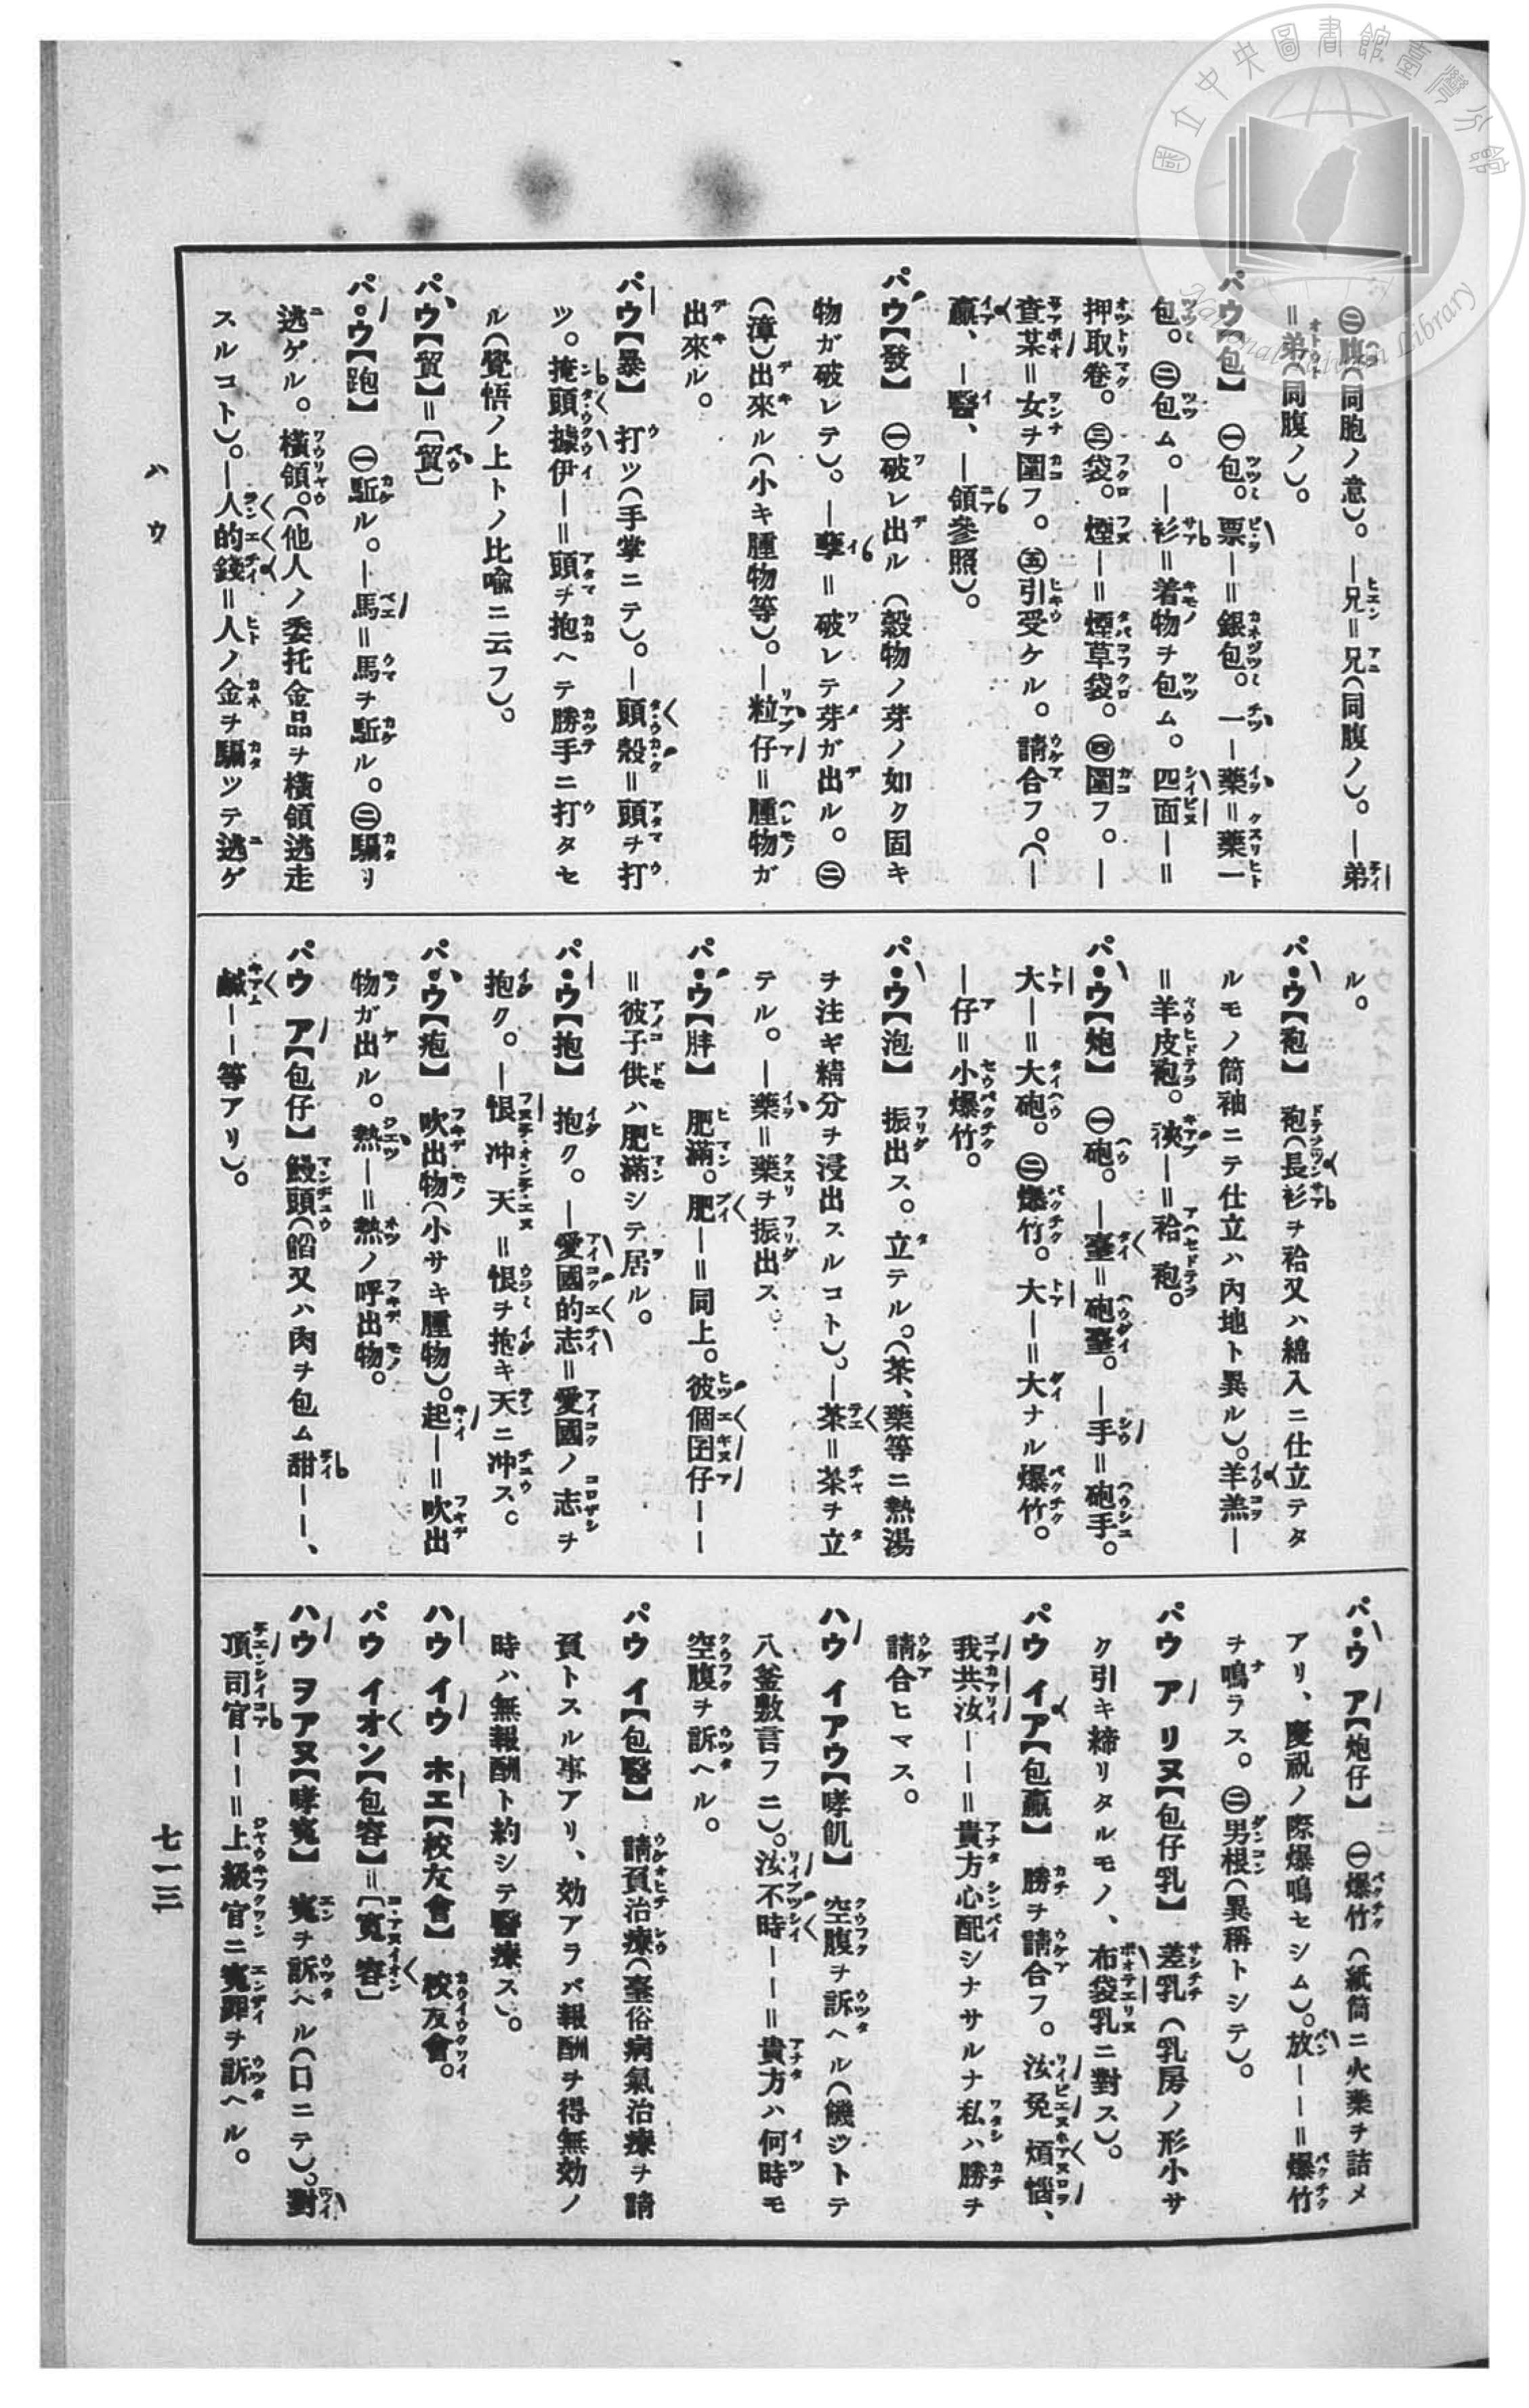 國立中央圖書館臺灣分館
National Taiwan Library
㊁腹(同胞ノ意)。—兄=兄(同腹ノ)。—弟
=弟(同腹ノ)。
パウ【包】 ㊀包。票—=銀包。一—藥=藥一
包。㊁包ム。—衫=着物ヲ包ム。四面—=
押取卷。㊂袋。煙—=煙草袋。㊃圍フ。—
查某=女ヲ圍フ。㊄引受ケル。請合フ。(—
贏、—醫、—領參照)。
パウ【發】 ㊀破レ出ル(穀物ノ芽ノ如ク固キ
物ガ破レテ)。—孽=破レテ芽ガ出ル。㊁
(漳)出來ル(小キ腫物等)。—粒仔=腫物ガ
出來ル。
パウ【暴】 打ツ(手掌ニテ)。—頭殼=頭ヲ打
ツ。掩頭據伊—=頭ヲ抱ヘテ勝手ニ打タセ
ル(覺悟ノ上トノ比喩ニ云フ)。
パウ【貿】=〔貿〕
パ・ウ【跑】 ㊀駈ル。—馬=馬ヲ駈ル。㊁騙リ
逃ゲル。橫領。(他人ノ委托金品ヲ橫領逃走
スルコト)。—人的錢=人ノ金ヲ騙ツテ逃ゲ
ル。
パ・ウ【袍】 袍(長衫ヲ袷又ハ綿入ニ仕立テタ
ルモノ筒袖ニテ仕立ハ內地ト異ル)。羊羔—
=羊皮袍。裌—=袷袍。
パ・ウ【炮】 ㊀砲。—臺=砲臺。—手=砲手。
大—=大砲。㊁爆竹。大—=大ナル爆竹。
—仔=小爆竹。
パ・ウ【泡】 振出ス。立テル。(茶、藥等ニ熱湯
ヲ注ギ精分ヲ浸出スルコト)。—茶=茶ヲ立
テル。—藥=藥ヲ振出ス。
パ・ウ【胖】 肥滿。肥—=同上。彼個囝仔——
=彼子供ハ肥滿シテ居ル。
パ・ウ【抱】 抱ク。—愛國的志=愛國ノ志ヲ
抱ク。—恨冲天=恨ヲ抱キ天ニ冲ス。
パ・ウ【疱】 吹出物(小サキ腫物)。起—=吹出
物ガ出ル。熱—=熱ノ呼出物。
パウ ア【包仔】 饅頭(餡又ハ肉ヲ包ム甜——、
鹹——等アリ)。
パ・ウ ア【炮仔】 ㊀爆竹(紙筒ニ火藥ヲ詰メ
アリ、慶祝ノ際爆鳴セシム)。放——=爆竹
ヲ鳴ラス。㊁男根(異稱トシテ)。
パウ ア リヌ【包仔乳】 差乳(乳房ノ形小サ
ク引キ締リタルモノ、布袋乳ニ對ス)。
パウ イア【包贏】 勝ヲ請合フ。汝免煩惱、
我共汝——=貴方心配シナサルナ私ハ勝ヲ
請合ヒマス。
ハウ イアウ【哮飢】 空腹ヲ訴ヘル(饑ジトテ
八釜敷言フニ)。汝不時——=貴方ハ何時モ
空腹ヲ訴ヘル。
パウ イ【包醫】 請負治療(臺俗病氣治療ヲ請
負トスル事アリ、効アラバ報酬ヲ得無効ノ
時ハ無報酬ト約シテ醫療ス)。
ハウ イウ ホエ【校友會】 校友會。
パウ イオン【包容】=〔寬容〕
ハウ ヲアヌ【哮寃】 寃ヲ訴ヘル(口ニテ)。對
頂司官——=上級官ニ寃罪ヲ訴ヘル。
ハウ
七一三